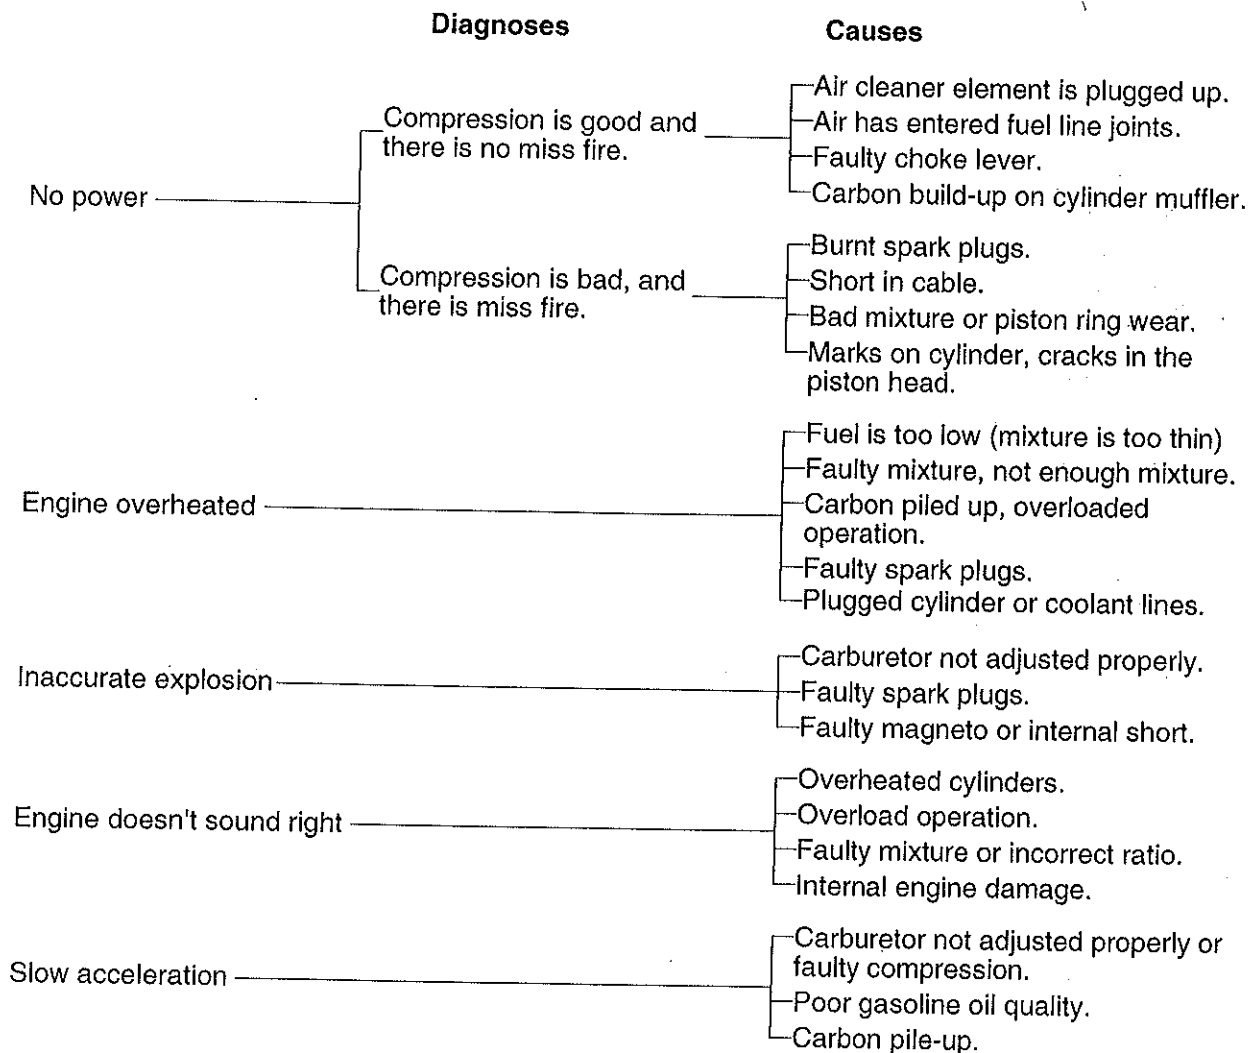 Diagnoses
Causes
No power
Compression is good and
there is no miss fire.
Air cleaner element is plugged up.
Air has entered fuel line joints.
Faulty choke lever.
Carbon build-up on cylinder muffler.
Compression is bad, and
there is miss fire.
Burnt spark plugs.
Short in cable.
Bad mixture or piston ring wear.
Marks on cylinder, cracks in the
piston head.
Engine overheated
Fuel is too low (mixture is too thin)
Faulty mixture, not enough mixture.
Carbon piled up, overloaded
operation.
Faulty spark plugs.
Plugged cylinder or coolant lines.
Inaccurate explosion
Carburetor not adjusted properly.
Faulty spark plugs.
Faulty magneto or internal short.
Engine doesn't sound right
Overheated cylinders.
Overload operation.
Faulty mixture or incorrect ratio.
Internal engine damage.
Slow acceleration
Carburetor not adjusted properly or
faulty compression.
Poor gasoline oil quality.
Carbon pile-up.